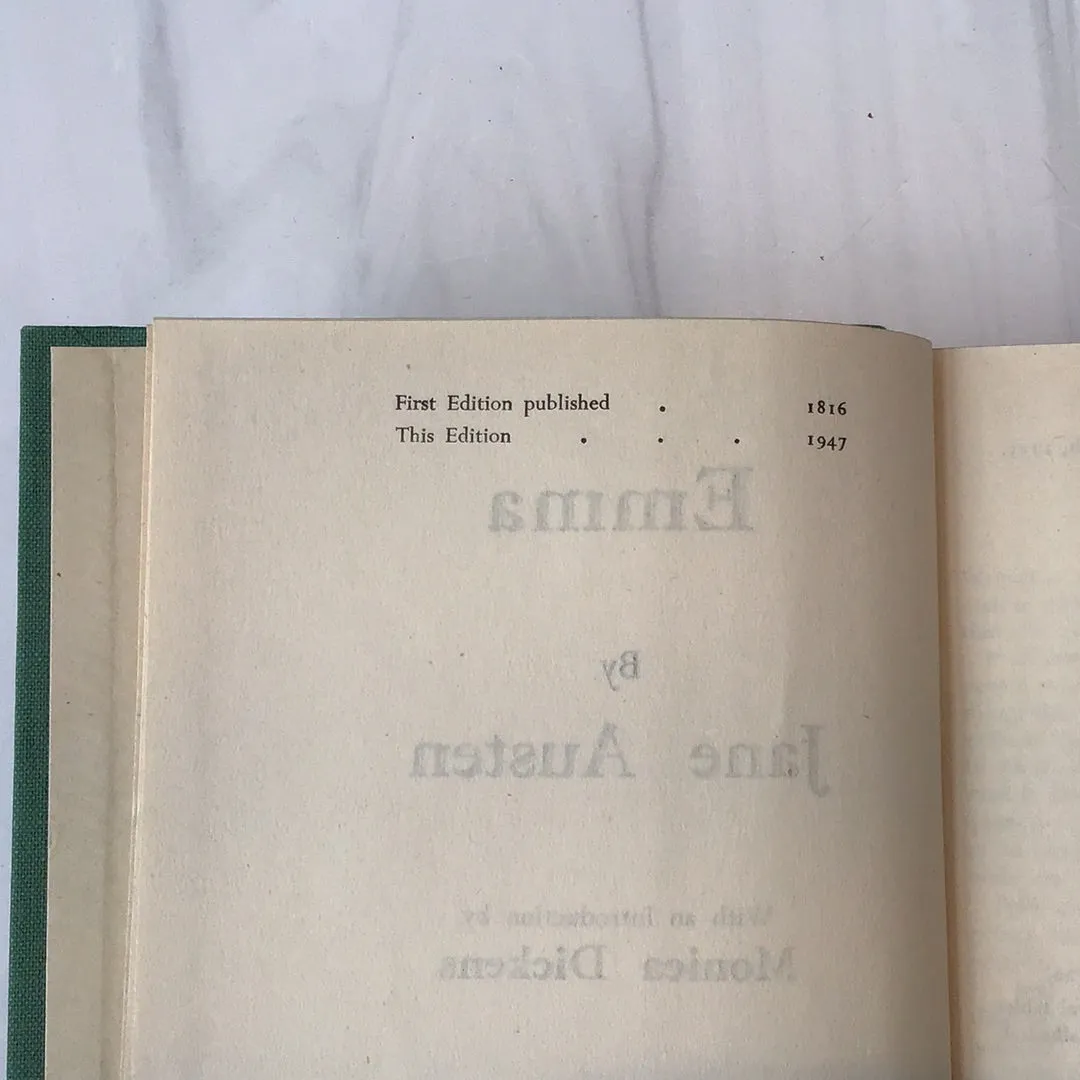 First Edition published . 1816
This Edition . . . 1947
Emma
By
Jane Austen
With an Introduction by
Monica Dickens